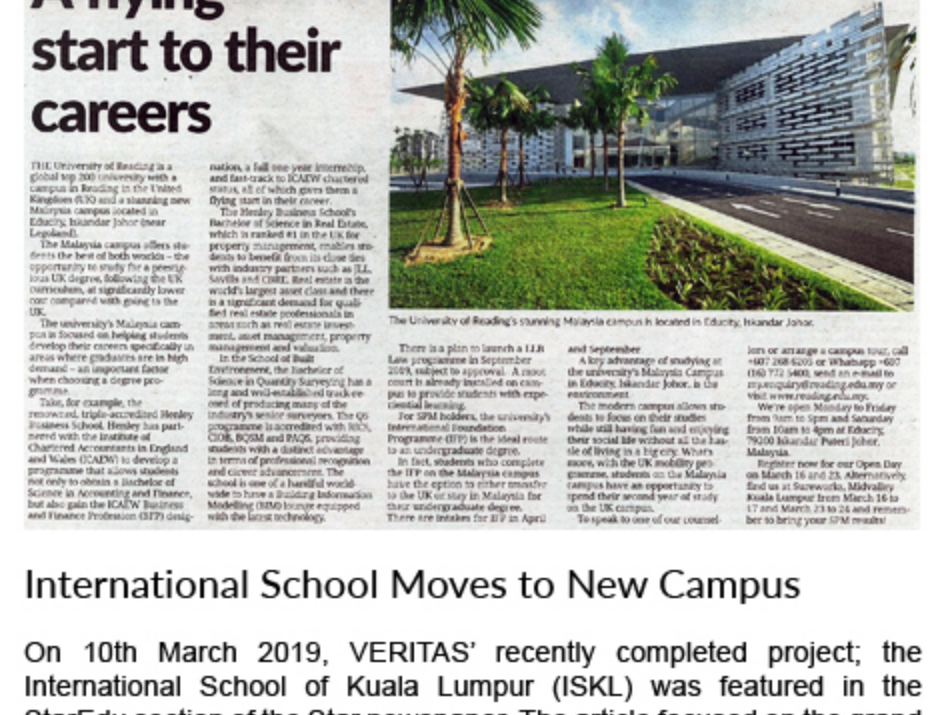 A flying
start to their
careers
THE University of Reading is a
global top 200 university with a
campus in Reading in the United
Kingdom (UK) and a stunning new
Malaysia campus located in
Educity, Iskandar Johor (near
Legoland).
The Malaysia campus offers stu-
dents the best of both worlds – the
opportunity to study for a prestig-
ious UK degree, following the UK
curriculum, at significantly lower
cost compared with going to the
UK.
The university's Malaysia cam-
pus is focused on helping students
develop their careers specifically in
areas where graduates are in high
demand – an important factor
when choosing a degree pro-
gramme.
Take, for example, the
renowned, triple-accredited Henley
Business School. Henley has part-
nered with the Institute of
Chartered Accountants in England
and Wales (ICAEW) to develop a
programme that allows students
not only to obtain a Bachelor of
Science in Accounting and Finance,
but also gain the ICAEW Business
and Finance Profession (BFP) desig-
nation, a full one-year internship,
and fast-track to ICAEW chartered
status, all of which gives them a
flying start in their career.
The Henley Business School's
Bachelor of Science in Real Estate,
which is ranked #1 in the UK for
property management, enables stu-
dents to benefit from its close ties
with industry partners such as JLL,
Savills and CBRE. Real estate is the
world's largest asset class and there
is a significant demand for quali-
fied real estate professionals in
areas such as real estate invest-
ment, asset management, property
management and valuation.
In the School of Built
Environment, the Bachelor of
Science in Quantity Surveying has a
long and well-established track re-
cord of producing many of the
industry's senior surveyors. The QS
programme is accredited with RICS,
CIOB, BQSM and PAQS, providing
students with a distinct advantage
in terms of professional recognition
and career advancement. The
school is one of a handful world-
wide to have a Building Information
Modelling (BIM) lounge equipped
with the latest technology.
The University of Reading's stunning Malaysia campus is located in Educity, Iskandar Johor.
There is a plan to launch a LLB
Law programme in September
2019, subject to approval. A moot
court is already installed on cam-
pus to provide students with expe-
riential learning.
For SPM holders, the university's
International Foundation
Programme (IFP) is the ideal route
to an undergraduate degree.
In fact, students who complete
the IFP on the Malaysia campus
have the option to either transfer
to the UK or stay in Malaysia for
their undergraduate degree.
There are intakes for IFP in April
and September
A key advantage of studying at
the university's Malaysia Campus
in Educity, Iskandar Johor, is the
environment.
The modern campus allows stu-
dents to focus on their studies
while still having fun and enjoying
their social life without all the has-
sle of living in a big city. What's
more, with the UK mobility pro-
gramme, students on the Malaysia
campus have an opportunity to
spend their second year of study
on the UK campus.
To speak to one of our counsel-
lors or arrange a campus tour, call
+607 268 6205 or Whatsapp +607
(16) 772 5400, send an e-mail to
my.enquiry@reading.edu.my or
visit www.reading.edu.my.
We're open Monday to Friday
from 9am to 5pm and Saturday
from 10am to 4pm at Educity,
79200 Iskandar Puteri Johor,
Malaysia.
Register now for our Open Day
on March 16 and 23. Alternatively,
find us at Sureworks, Midvalley
Kuala Lumpur from March 16 to
17 and March 23 to 24 and remem-
ber to bring your SPM results!
International School Moves to New Campus
On 10th March 2019, VERITAS' recently completed project; the
International School of Kuala Lumpur (ISKL) was featured in the
StarEdu section of the Star newspaper. The article focused on the grand